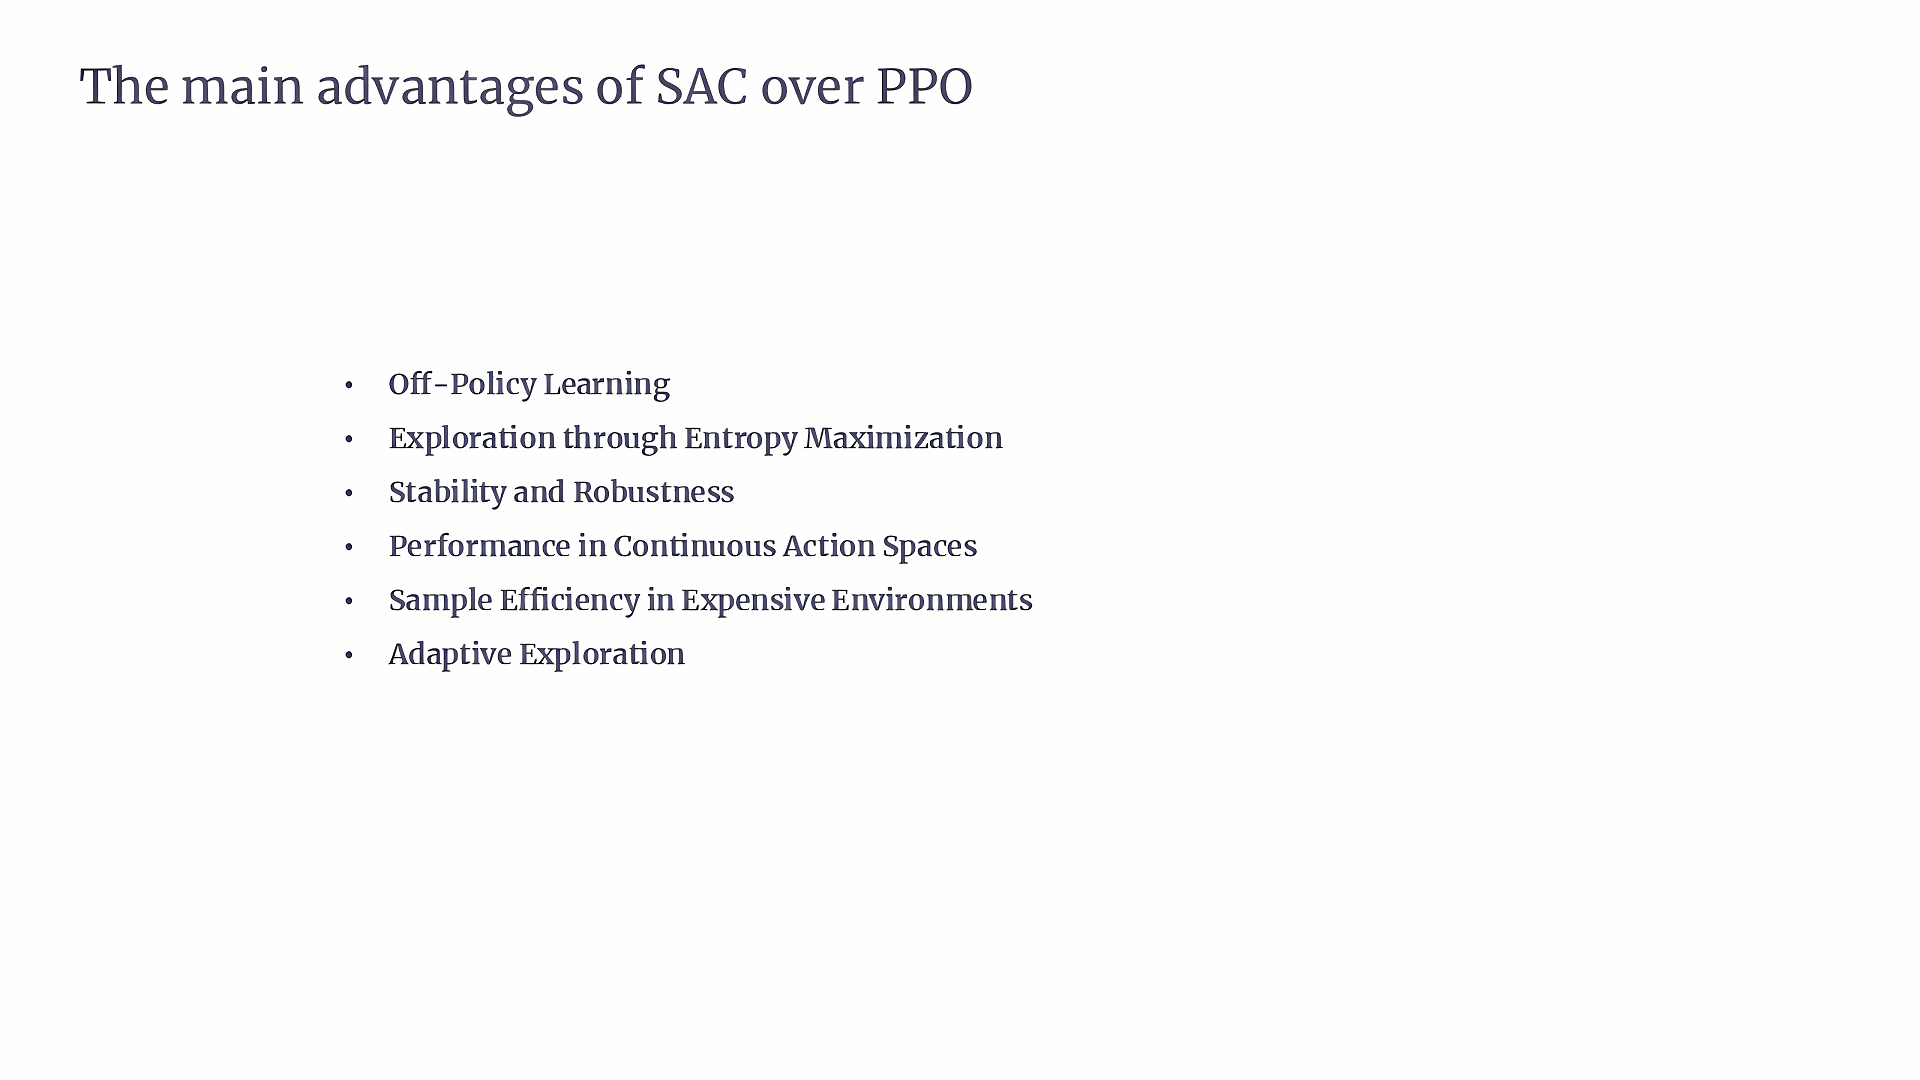 The main advantages of SAC over PPO
• Off-Policy Learning
• Exploration through Entropy Maximization
• Stability and Robustness
• Performance in Continuous Action Spaces
• Sample Efficiency in Expensive Environments
• Adaptive Exploration